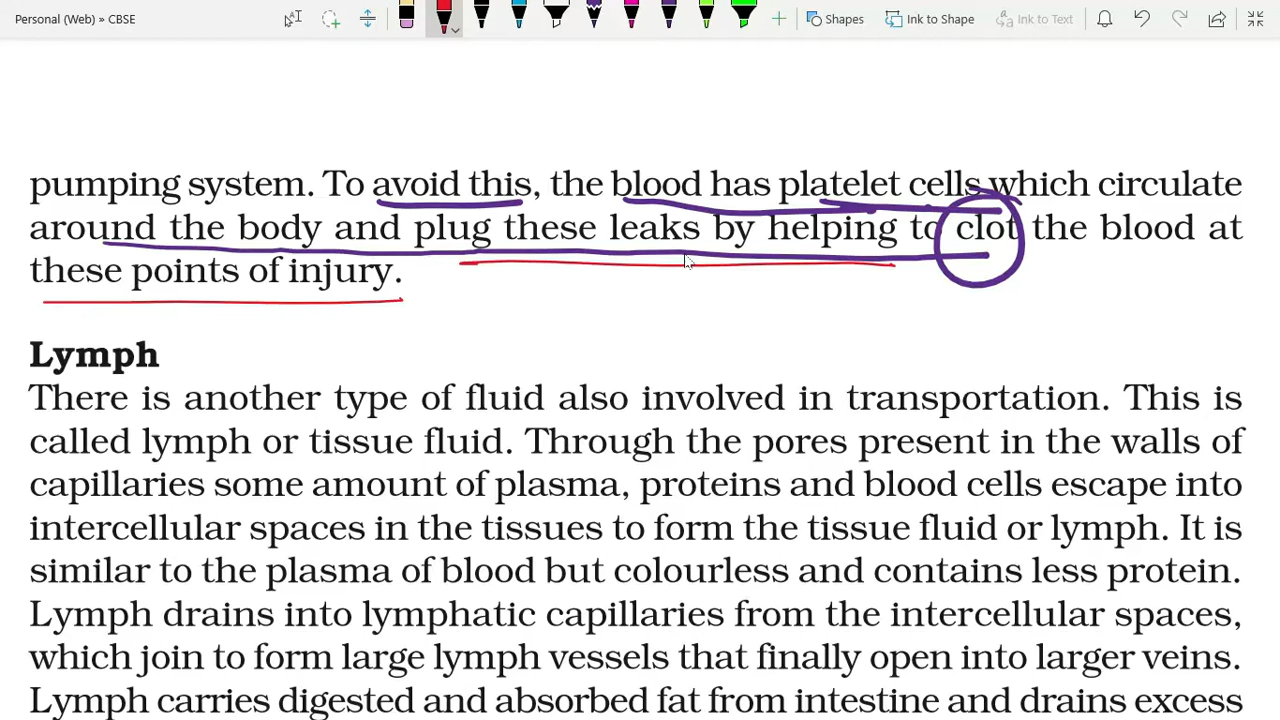 Personal (Web) » CBSE
Shapes
Ink to Shape
Ink to Text
pumping system. To avoid this, the blood has platelet cells which circulate
around the body and plug these leaks by helping to clot the blood at
these points of injury.
Lymph
There is another type of fluid also involved in transportation. This is
called lymph or tissue fluid. Through the pores present in the walls of
capillaries some amount of plasma, proteins and blood cells escape into
intercellular spaces in the tissues to form the tissue fluid or lymph. It is
similar to the plasma of blood but colourless and contains less protein.
Lymph drains into lymphatic capillaries from the intercellular spaces,
which join to form large lymph vessels that finally open into larger veins.
Lymph carries digested and absorbed fat from intestine and drains excess